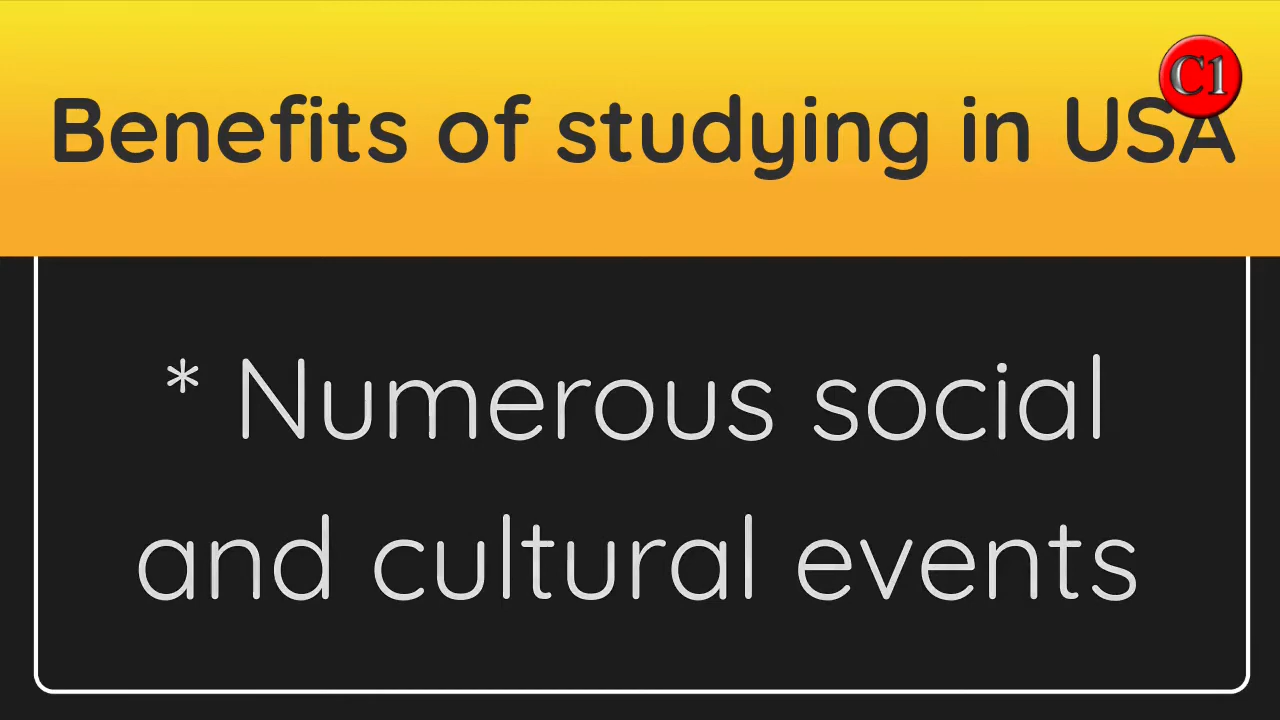 Benefits of studying in USA
C1
* Numerous social
and cultural events